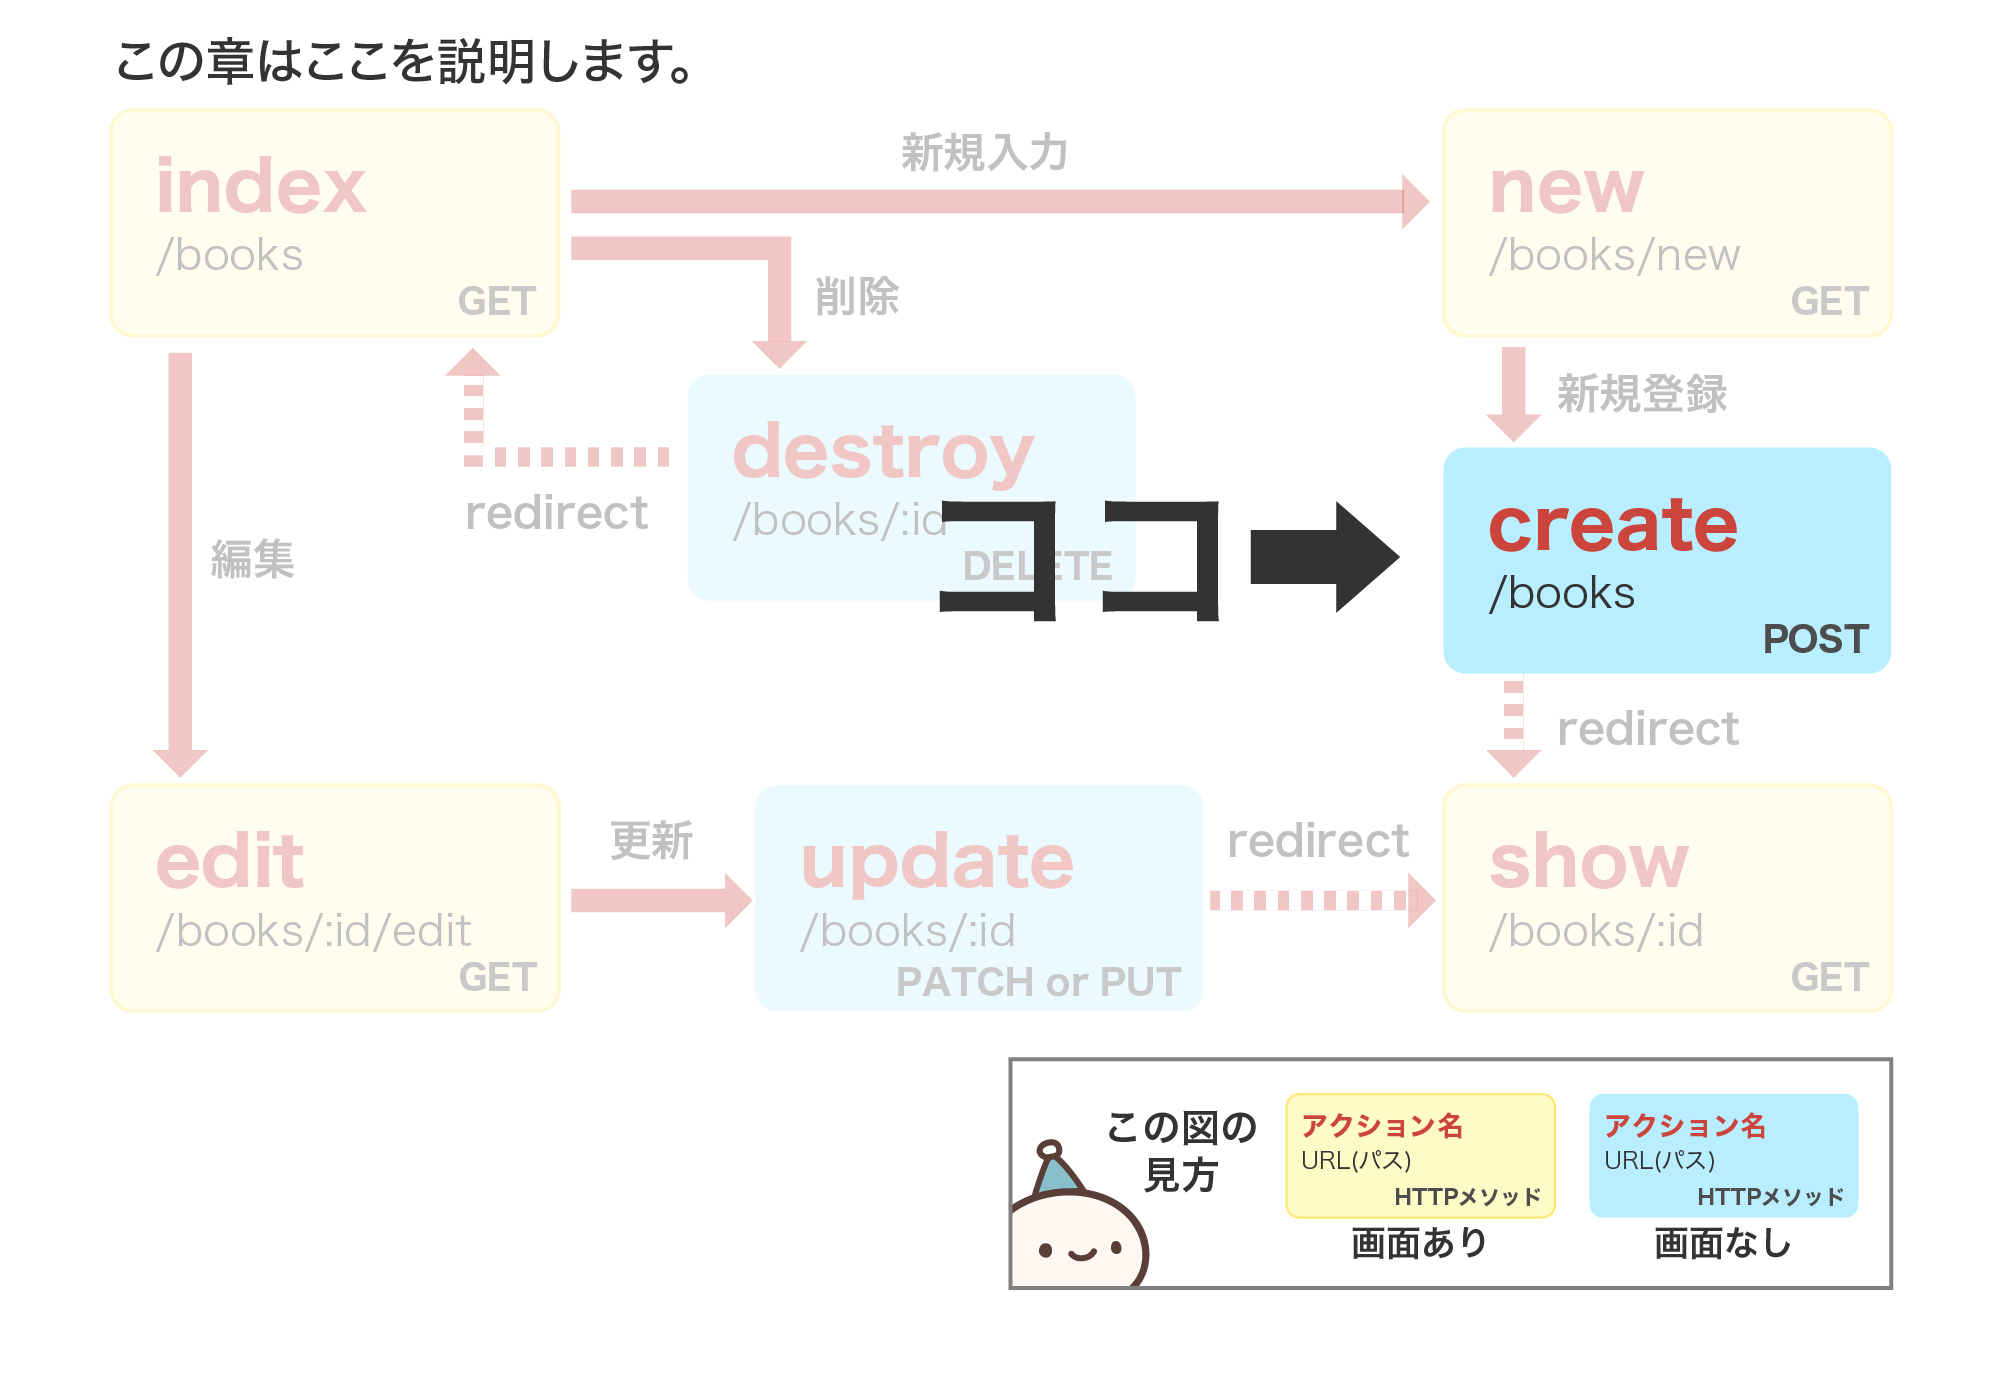 この章はここを説明します。
index
/books
GET
新規入力
new
/books/new
GET
削除
新規登録
destroy
/books/:id
DELETE
redirect
ココ
create
/books
POST
編集
redirect
edit
/books/:id/edit
GET
更新
update
/books/:id
PATCH or PUT
redirect
show
/books/:id
GET
この図の
見方
アクション名
URL(パス)
HTTPメソッド
画面あり
アクション名
URL(パス)
HTTPメソッド
画面なし